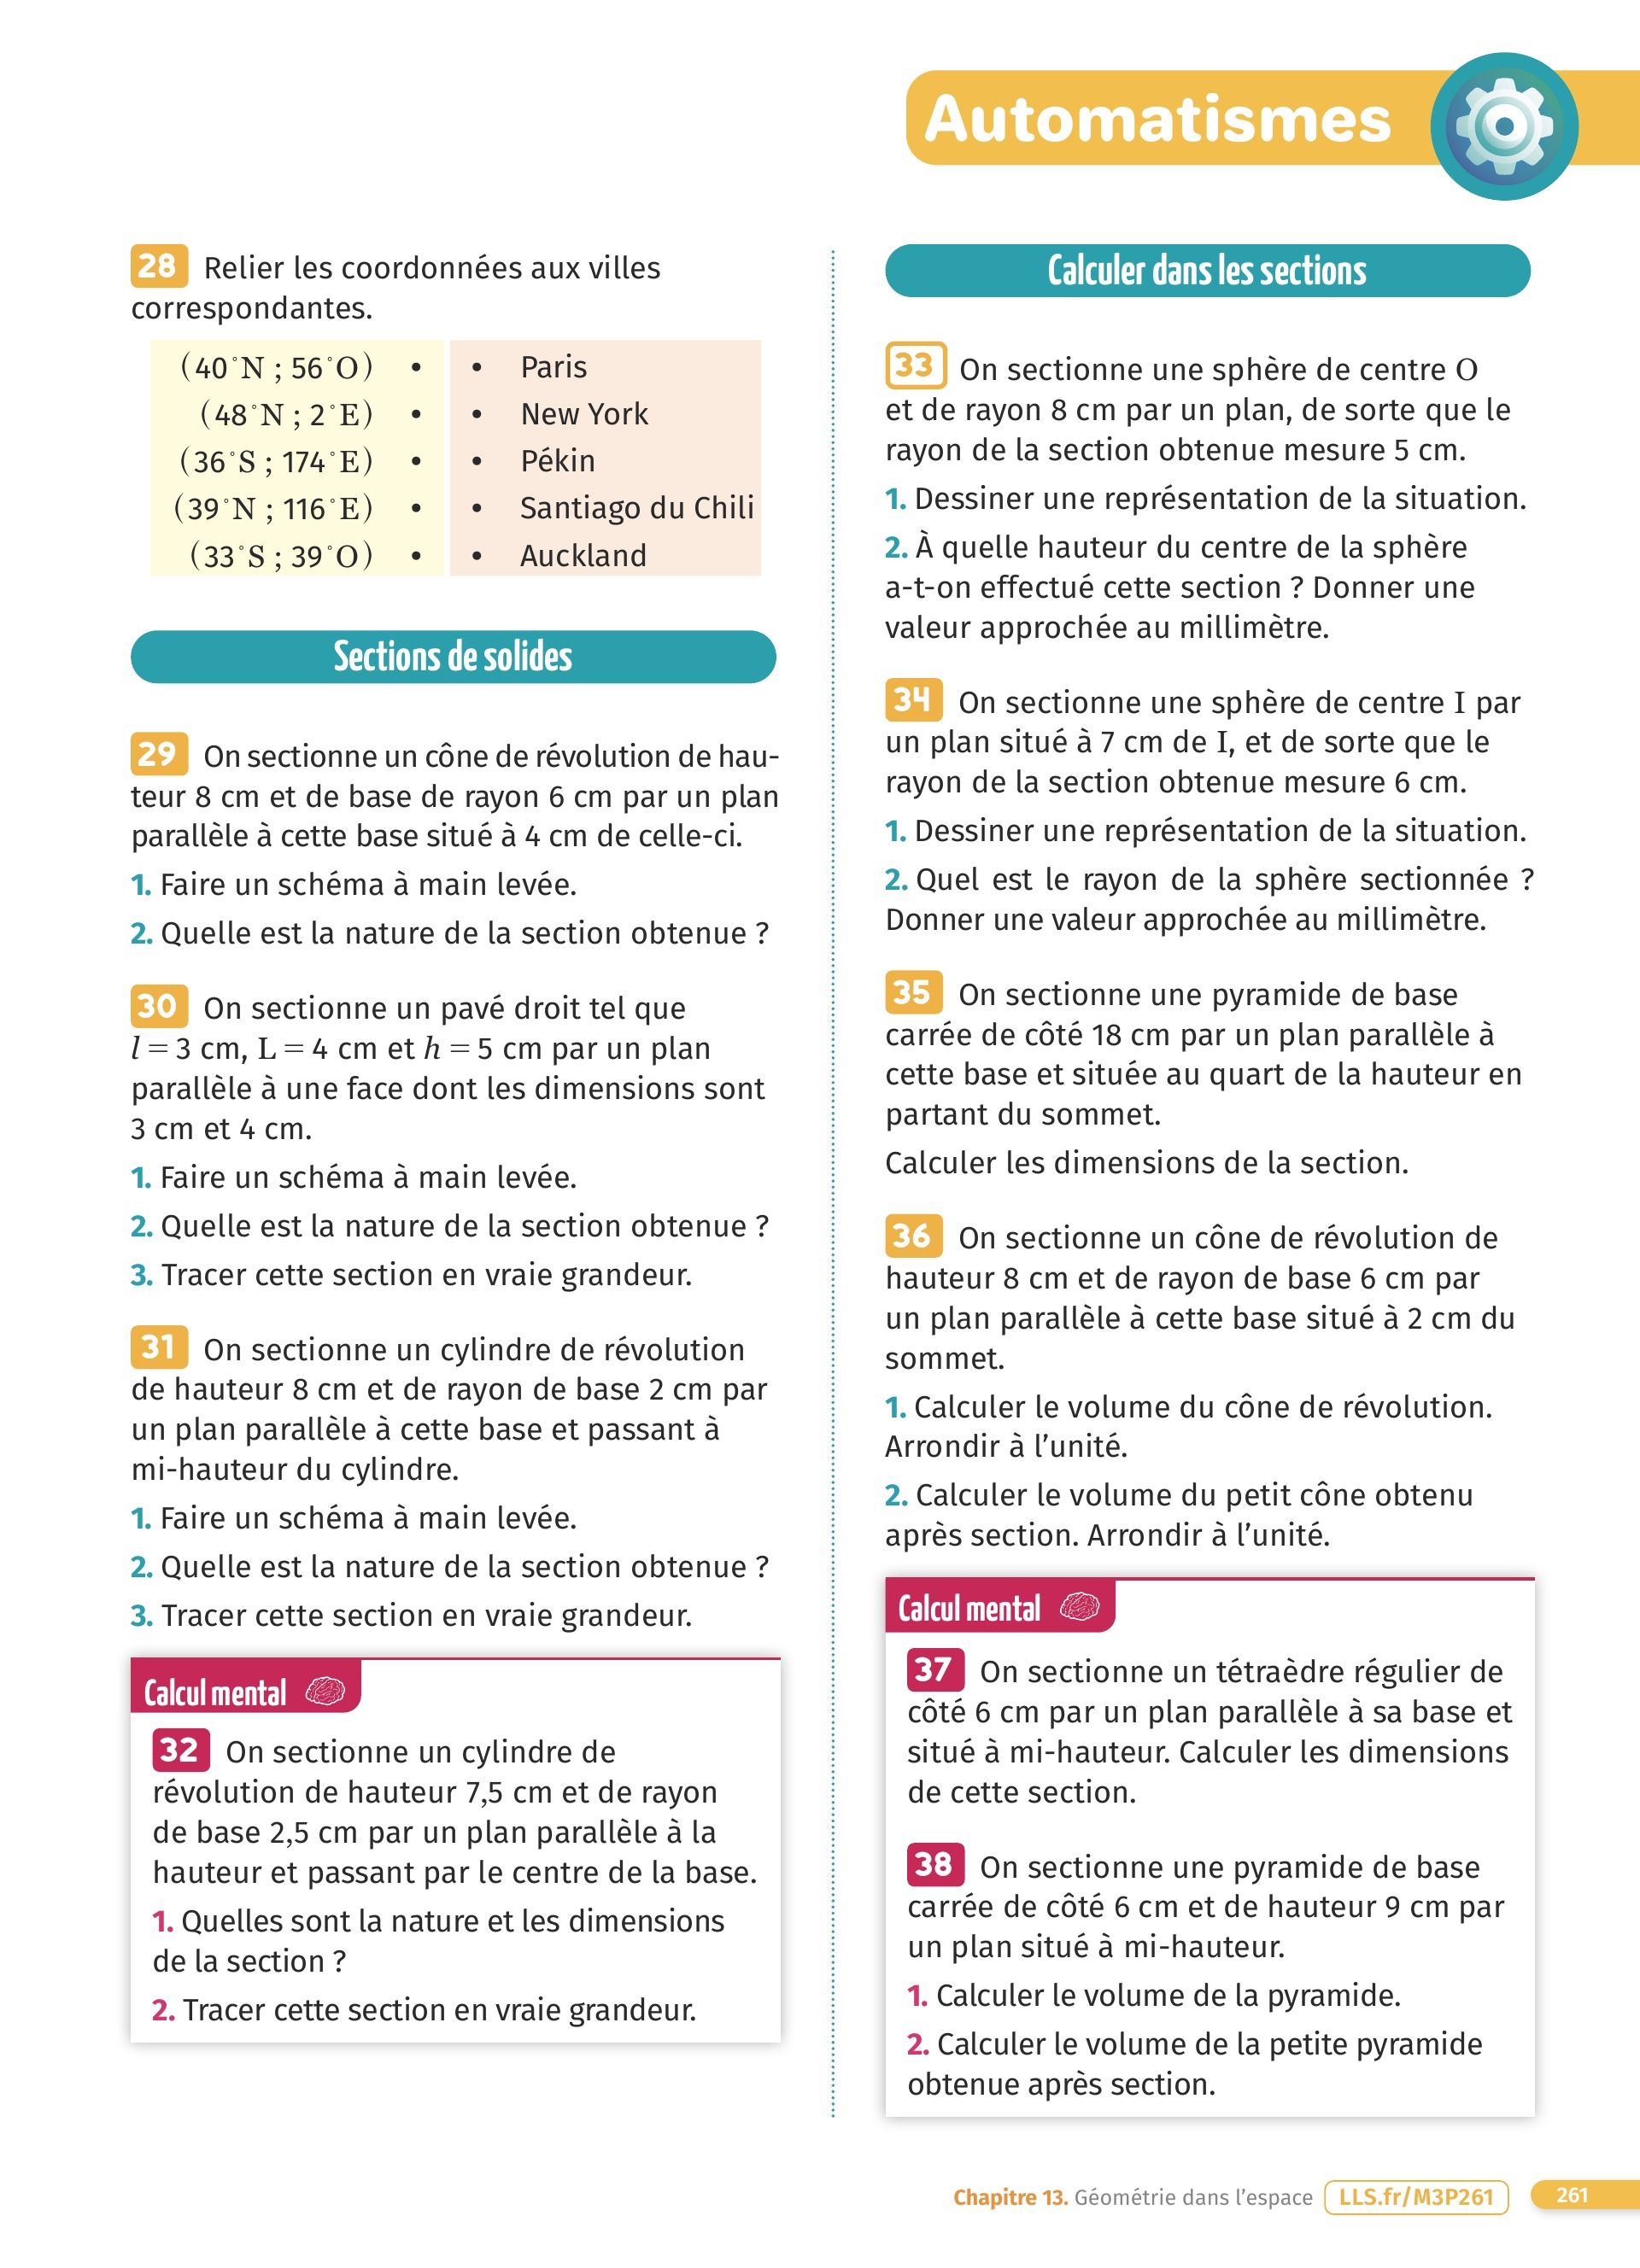 Automatismes
28 Relier les coordonnées aux villes
correspondantes.
(40°N ; 56°O) • • Paris
(48°N ; 2°E) • • New York
(36°S ; 174°E) • • Pékin
(39°N ; 116°E) • • Santiago du Chili
(33°S ; 39°O) • • Auckland
Sections de solides
29 On sectionne un cône de révolution de hau-
teur 8 cm et de base de rayon 6 cm par un plan
parallèle à cette base situé à 4 cm de celle-ci.
1. Faire un schéma à main levée.
2. Quelle est la nature de la section obtenue ?
30 On sectionne un pavé droit tel que
l = 3 cm, L = 4 cm et h = 5 cm par un plan
parallèle à une face dont les dimensions sont
3 cm et 4 cm.
1. Faire un schéma à main levée.
2. Quelle est la nature de la section obtenue ?
3. Tracer cette section en vraie grandeur.
31 On sectionne un cylindre de révolution
de hauteur 8 cm et de rayon de base 2 cm par
un plan parallèle à cette base et passant à
mi-hauteur du cylindre.
1. Faire un schéma à main levée.
2. Quelle est la nature de la section obtenue ?
3. Tracer cette section en vraie grandeur.
Calcul mental
32 On sectionne un cylindre de
révolution de hauteur 7,5 cm et de rayon
de base 2,5 cm par un plan parallèle à la
hauteur et passant par le centre de la base.
1. Quelles sont la nature et les dimensions
de la section ?
2. Tracer cette section en vraie grandeur.
Calculer dans les sections
33 On sectionne une sphère de centre O
et de rayon 8 cm par un plan, de sorte que le
rayon de la section obtenue mesure 5 cm.
1. Dessiner une représentation de la situation.
2. À quelle hauteur du centre de la sphère
a-t-on effectué cette section ? Donner une
valeur approchée au millimètre.
34 On sectionne une sphère de centre I par
un plan situé à 7 cm de I, et de sorte que le
rayon de la section obtenue mesure 6 cm.
1. Dessiner une représentation de la situation.
2. Quel est le rayon de la sphère sectionnée ?
Donner une valeur approchée au millimètre.
35 On sectionne une pyramide de base
carrée de côté 18 cm par un plan parallèle à
cette base et située au quart de la hauteur en
partant du sommet.
Calculer les dimensions de la section.
36 On sectionne un cône de révolution de
hauteur 8 cm et de rayon de base 6 cm par
un plan parallèle à cette base situé à 2 cm du
sommet.
1. Calculer le volume du cône de révolution.
Arrondir à l’unité.
2. Calculer le volume du petit cône obtenu
après section. Arrondir à l’unité.
Calcul mental
37 On sectionne un tétraèdre régulier de
côté 6 cm par un plan parallèle à sa base et
situé à mi-hauteur. Calculer les dimensions
de cette section.
38 On sectionne une pyramide de base
carrée de côté 6 cm et de hauteur 9 cm par
un plan situé à mi-hauteur.
1. Calculer le volume de la pyramide.
2. Calculer le volume de la petite pyramide
obtenue après section.
Chapitre 13. Géométrie dans l’espace LLS.fr/M3P261 261